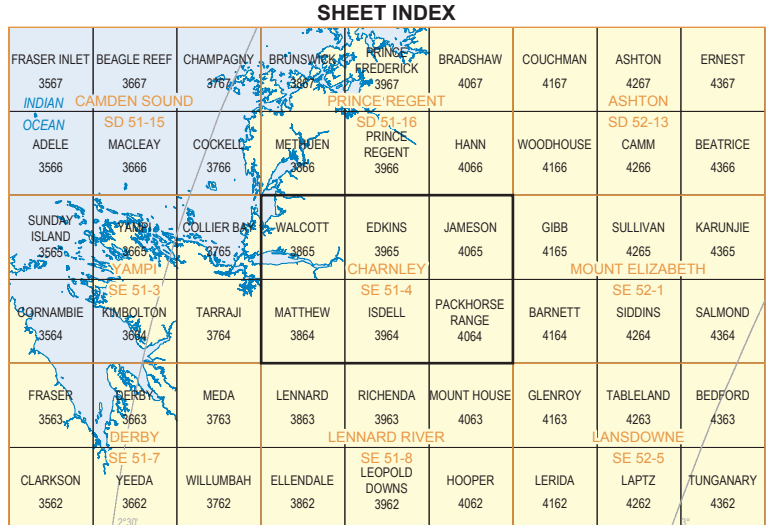 SHEET INDEX
FRASER INLET BEAGLE REEF CHAMPAGNY BRUNSWICK PRINCE FREDERICK BRADSHAW COUCHMAN ASHTON ERNEST
3567 3667 3767 3867 3967 4067 4167 4267 4367
INDIAN CAMDEN SOUND PRINCE REGENT ASHTON
OCEAN SD 51-15 SD 51-16 SD 52-13
ADELE MACLEAY COCKELL METHUEN PRINCE REGENT HANN WOODHOUSE CAMM BEATRICE
3566 3666 3766 3866 3966 4066 4166 4266 4366
SUNDAY ISLAND YAMPI COLLIER BAY WALCOTT EDKINS JAMESON GIBB SULLIVAN KARUNJIE
3565 3665 3765 3865 3965 4065 4165 4265 4365
YAMPI CHARNLEY MOUNT ELIZABETH
SE 51-3 SE 51-4 SE 52-1
CORNAMBIE KIMBOLTON TARRAJI MATTHEW ISDELL PACKHORSE RANGE BARNETT SIDDINS SALMOND
3564 3664 3764 3864 3964 4064 4164 4264 4364
FRASER DERBY MEDA LENNARD RICHENDA MOUNT HOUSE GLENROY TABLELAND BEDFORD
3563 3663 3763 3863 3963 4063 4163 4263 4363
DERBY LENNARD RIVER LANSDOWNE
SE 51-7 SE 51-8 SE 52-5
CLARKSON YEEDA WILLUMBAH ELLENDALE LEOPOLD DOWNS HOOPER LERIDA LAPTZ TUNGANARY
3562 3662 3762 3862 3962 4062 4162 4262 4362
2°30' 3°